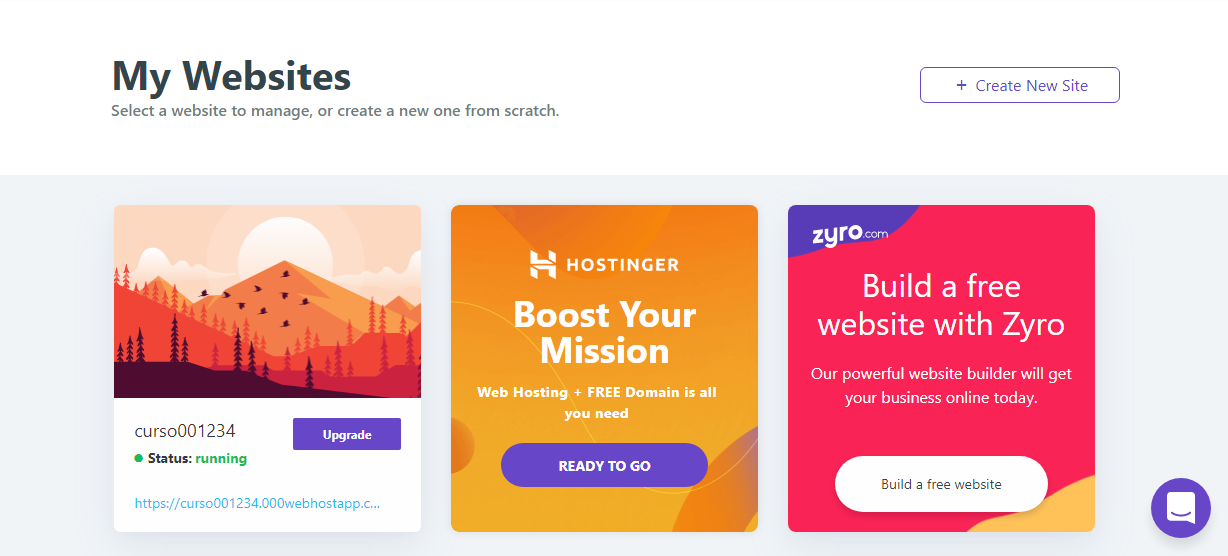 My Websites
Select a website to manage, or create a new one from scratch.
+ Create New Site
curso001234
Upgrade
Status: running
https://curso001234.000webhostapp.c...
HOSTINGER
Boost Your
Mission
Web Hosting + FREE Domain is all
you need
READY TO GO
zyro.com
Build a free
website with Zyro
Our powerful website builder will get
your business online today.
Build a free website